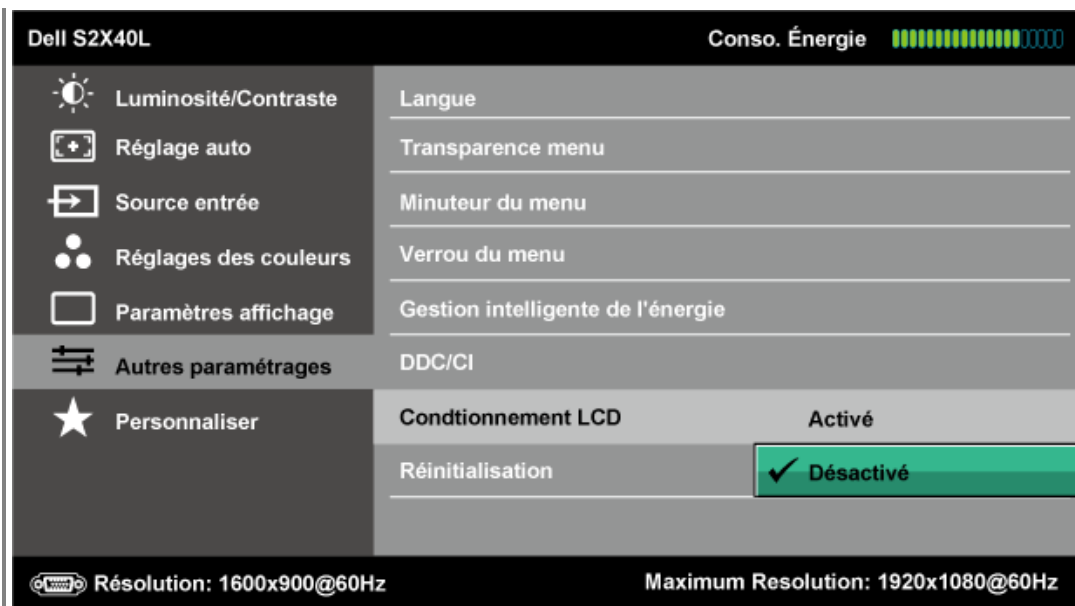 Dell S2X40L
Conso. Énergie
Luminosité/Contraste
Réglage auto
Source entrée
Réglages des couleurs
Paramètres affichage
Autres paramétrages
Personnaliser
Langue
Transparence menu
Minuteur du menu
Verrou du menu
Gestion intelligente de l'énergie
DDC/CI
Condtionnement LCD
Activé
Réinitialisation
Désactivé
Résolution: 1600x900@60Hz
Maximum Resolution: 1920x1080@60Hz